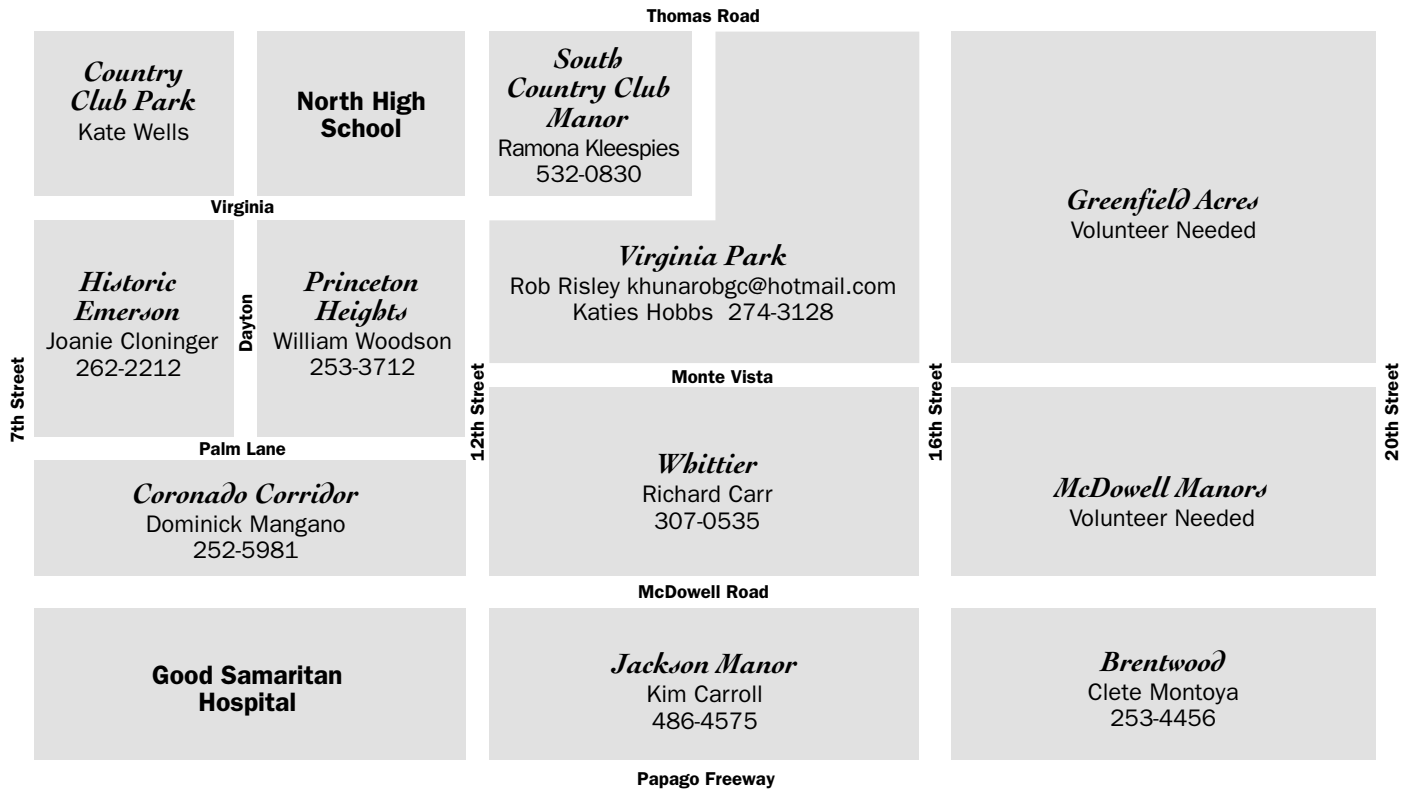 Thomas Road
Country
Club Park
Kate Wells
North High
School
South
Country Club
Manor
Ramona Kleespies
532-0830
Greenfield Acres
Volunteer Needed
Virginia
Historic
Emerson
Joanie Cloninger
262-2212
Dayton
Princeton
Heights
William Woodson
253-3712
Virginia Park
Rob Risley khunarobgc@hotmail.com
Katies Hobbs 274-3128
7th Street
12th Street
Monte Vista
16th Street
20th Street
Palm Lane
Coronado Corridor
Dominick Mangano
252-5981
Whittier
Richard Carr
307-0535
McDowell Manors
Volunteer Needed
McDowell Road
Good Samaritan
Hospital
Jackson Manor
Kim Carroll
486-4575
Brentwood
Clete Montoya
253-4456
Papago Freeway